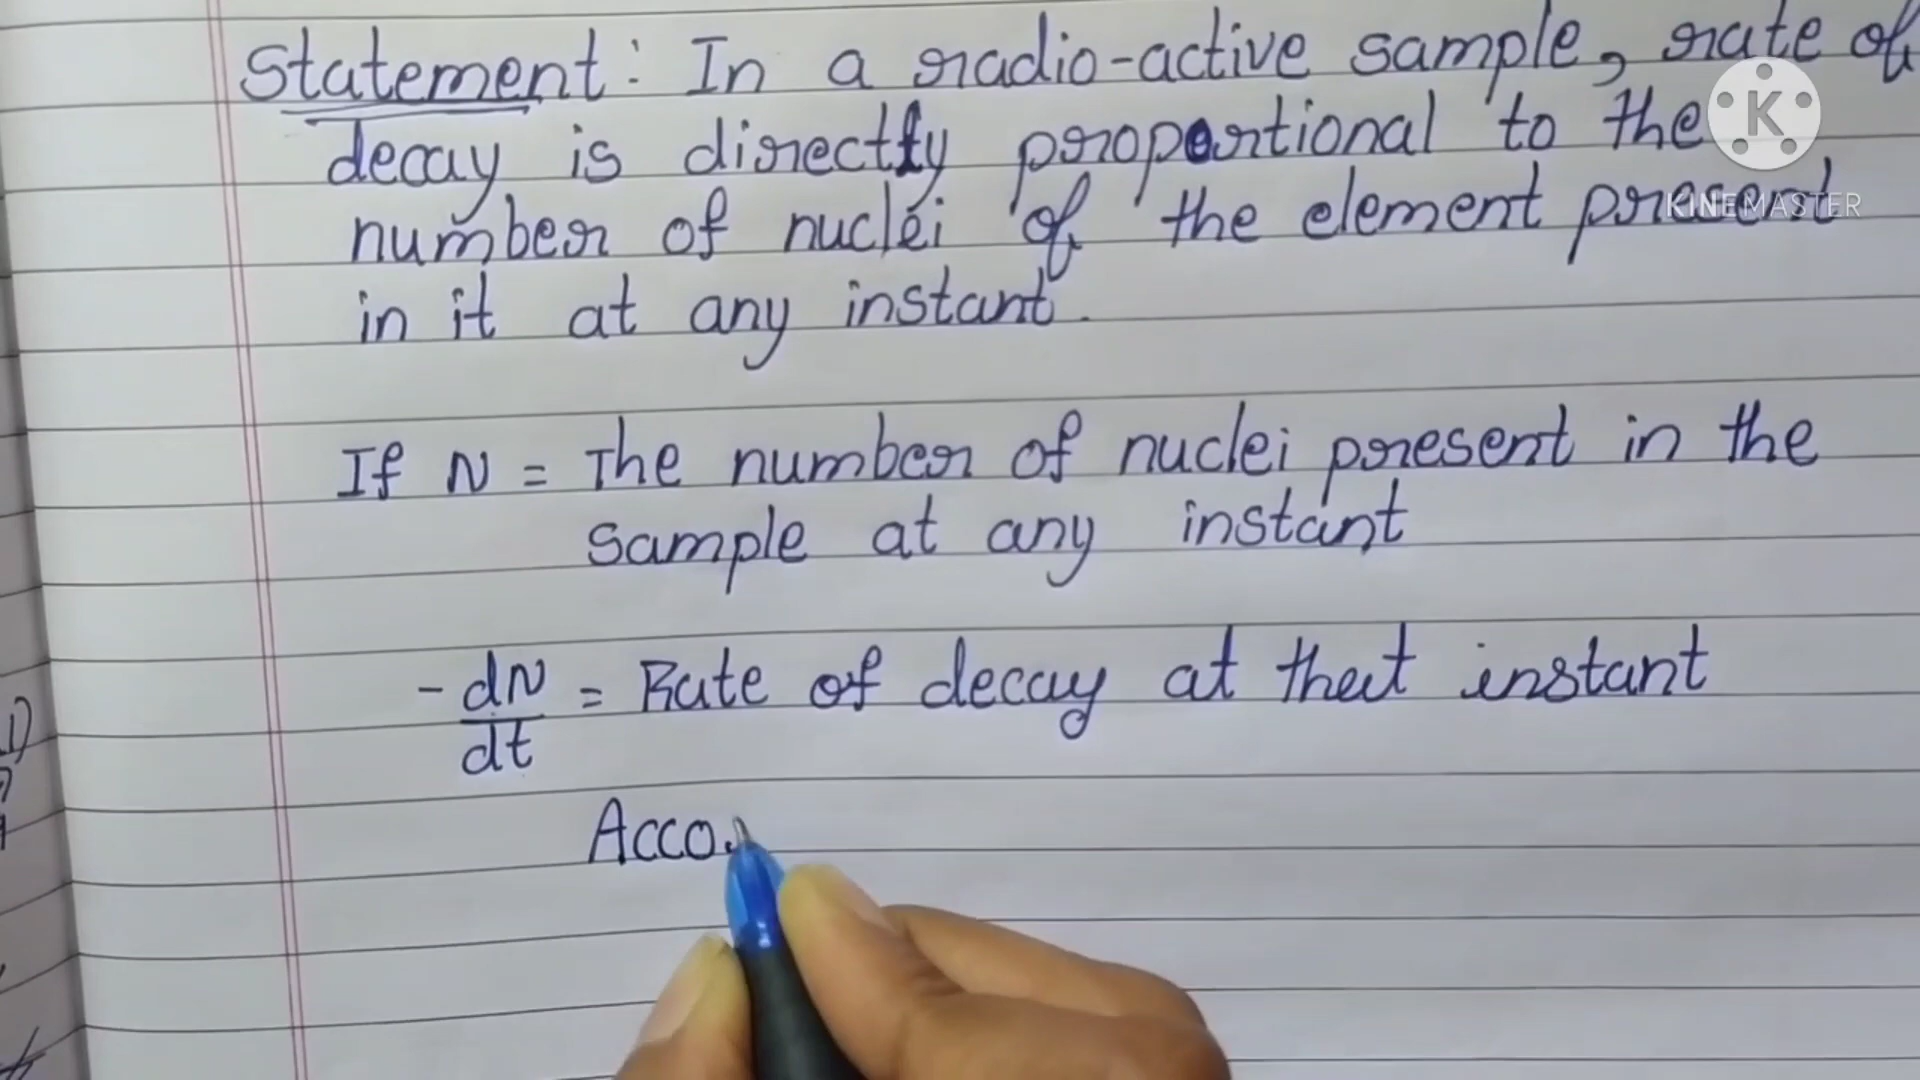 Statement: In a radio-active sample, rate of
decay is directly proportional to the
number of nuclei of the element present
in it at any instant.
If N = The number of nuclei present in the
sample at any instant
- dN/dt = Rate of decay at that instant
Acco
K
KINEMASTER